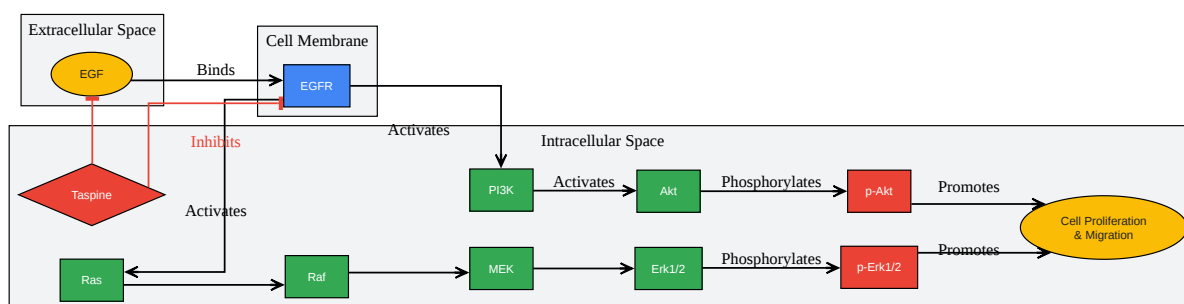 Extracellular Space
Cell Membrane
EGF
Binds
EGFR
Activates
Inhibits
Intracellular Space
Taspine
Activates
PI3K
Activates
Akt
Phosphorylates
p-Akt
Promotes
Cell Proliferation
& Migration
Ras
Raf
MEK
Erk1/2
Phosphorylates
p-Erk1/2
Promotes